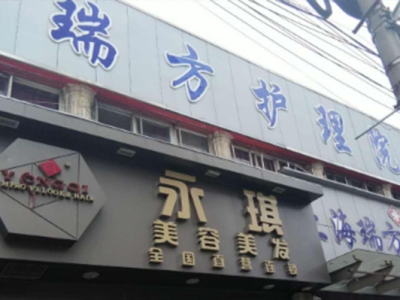 瑞方护理院
永琪
美容美发
全国直营连锁
上海瑞方